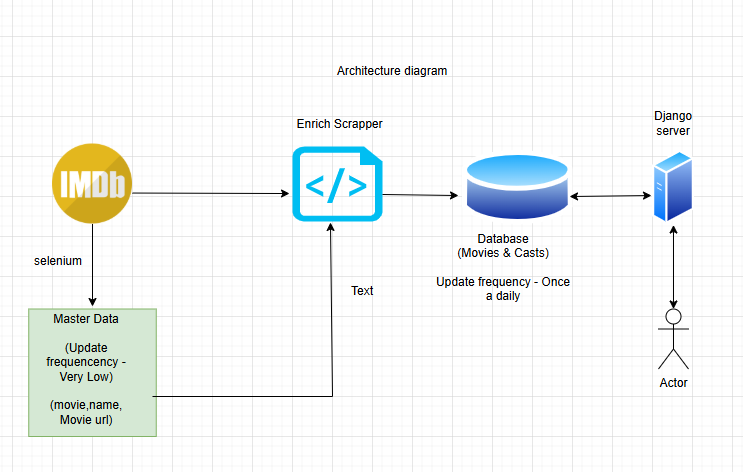 Architecture diagram
Enrich Scrapper
Django
server
IMDb
selenium
Database
(Movies & Casts)
Update frequency - Once
a daily
Text
Master Data
(Update
frequencency -
Very Low)
(movie,name,
Movie url)
</>
Actor